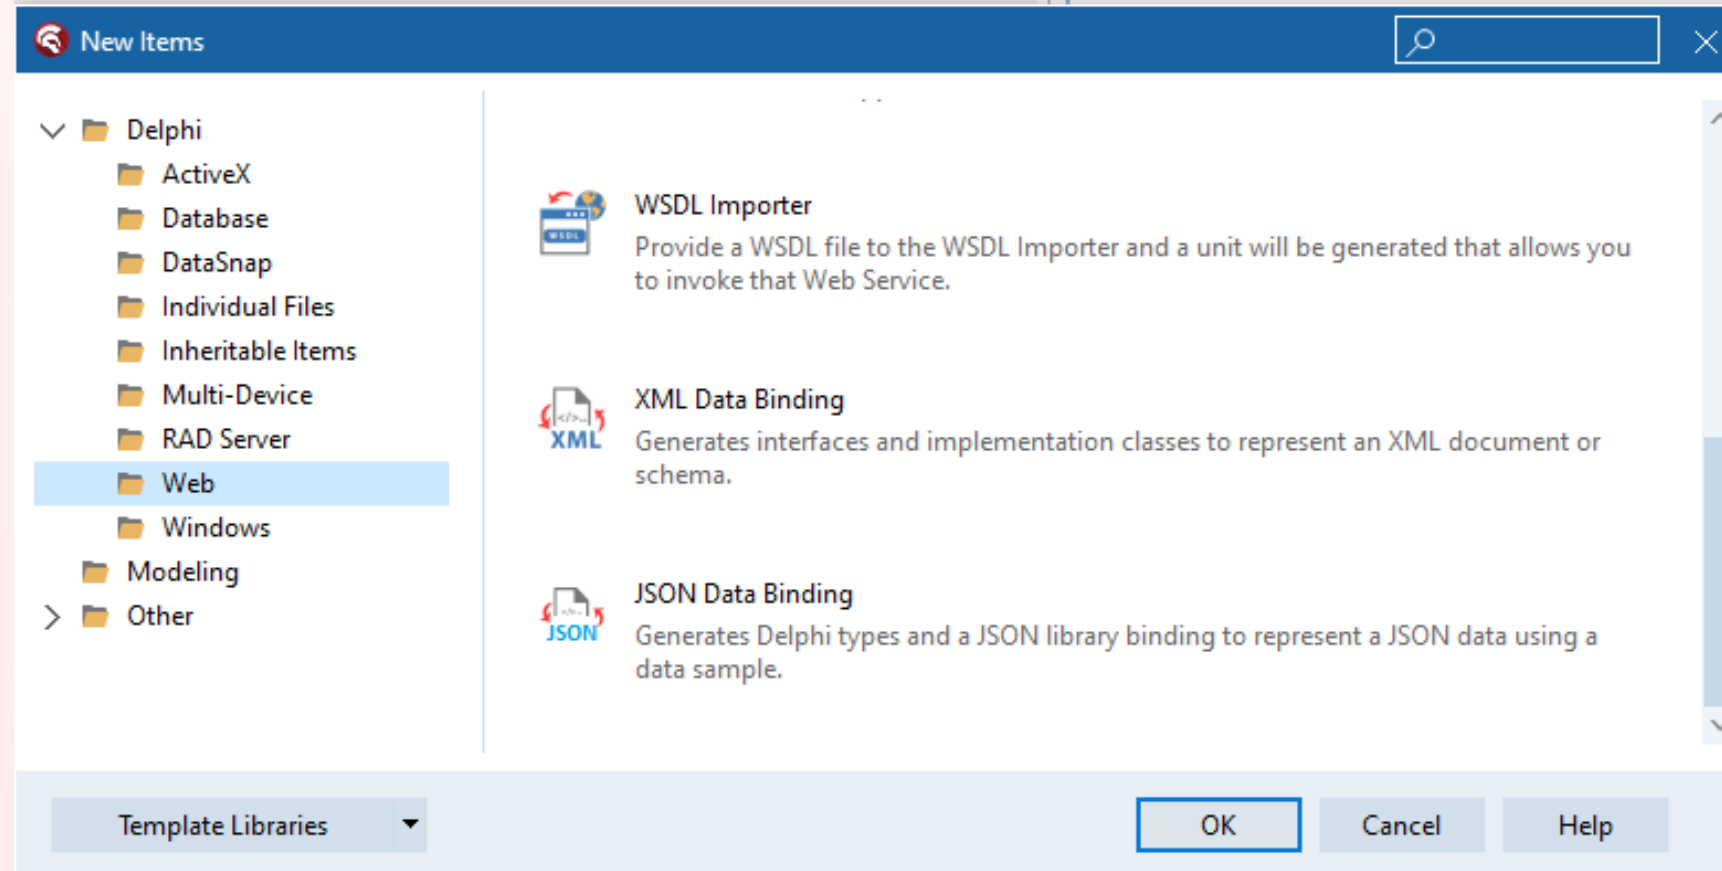 New Items
Delphi
ActiveX
Database
DataSnap
Individual Files
Inheritable Items
Multi-Device
RAD Server
Web
Windows
Modeling
Other
WSDL
WSDL Importer
Provide a WSDL file to the WSDL Importer and a unit will be generated that allows you
to invoke that Web Service.
XML
XML Data Binding
Generates interfaces and implementation classes to represent an XML document or
schema.
JSON
JSON Data Binding
Generates Delphi types and a JSON library binding to represent a JSON data using a
data sample.
Template Libraries
OK
Cancel
Help